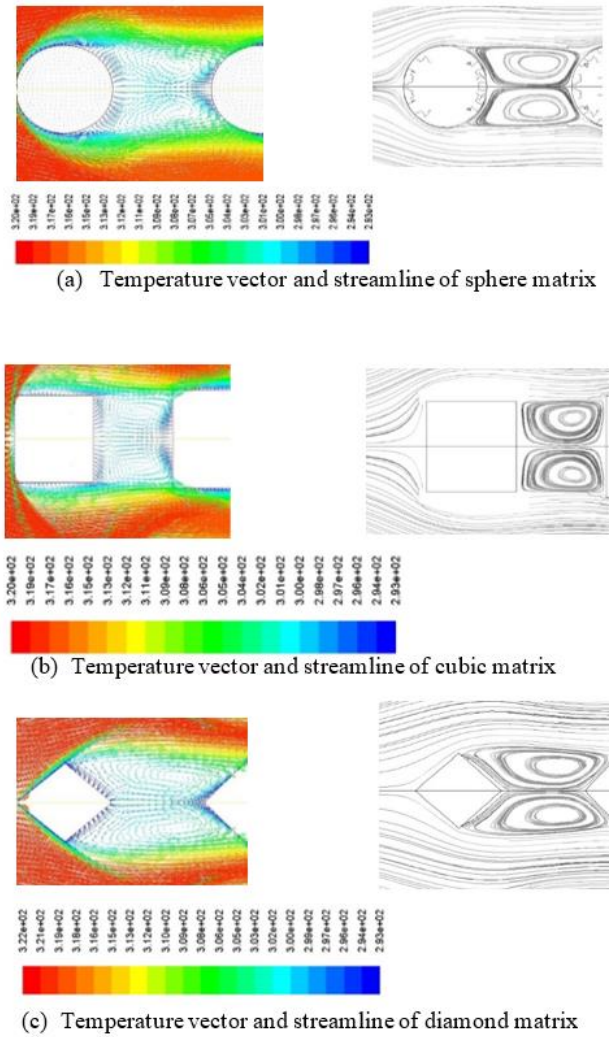 3.20e+02 3.19e+02 3.17e+02 3.16e+02 3.15e+02 3.13e+02 3.12e+02 3.11e+02 3.09e+02 3.08e+02 3.07e+02 3.05e+02 3.04e+02 3.03e+02 3.01e+02 3.00e+02 2.98e+02 2.97e+02 2.96e+02 2.94e+02 2.93e+02
(a) Temperature vector and streamline of sphere matrix
3.20e+02 3.19e+02 3.17e+02 3.16e+02 3.15e+02 3.13e+02 3.12e+02 3.11e+02 3.09e+02 3.08e+02 3.06e+02 3.05e+02 3.04e+02 3.02e+02 3.01e+02 3.00e+02 2.98e+02 2.97e+02 2.96e+02 2.94e+02 2.93e+02
(b) Temperature vector and streamline of cubic matrix
3.22e+02 3.21e+02 3.19e+02 3.18e+02 3.16e+02 3.15e+02 3.13e+02 3.12e+02 3.10e+02 3.09e+02 3.05e+02 3.03e+02 3.02e+02 3.00e+02 2.99e+02 2.97e+02 2.96e+02 2.94e+02 2.93e+02
(c) Temperature vector and streamline of diamond matrix